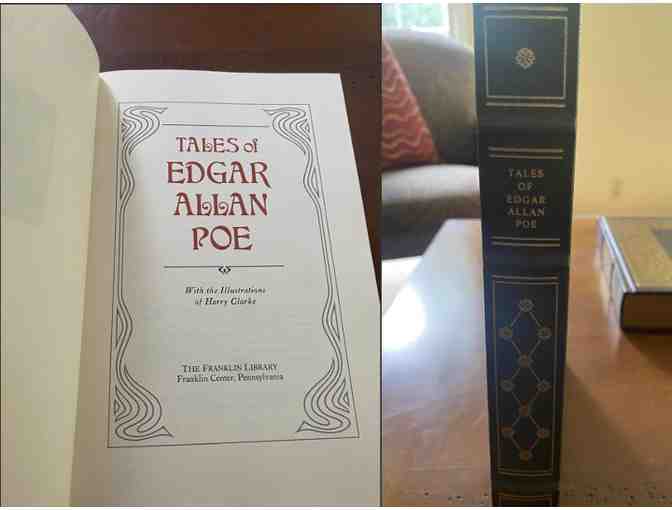 TALES of
EDGAR
ALLAN
POE
With the Illustrations
of Harry Clarke
THE FRANKLIN LIBRARY
Franklin Center, Pennsylvania
TALES
OF
EDGAR
ALLAN
POE